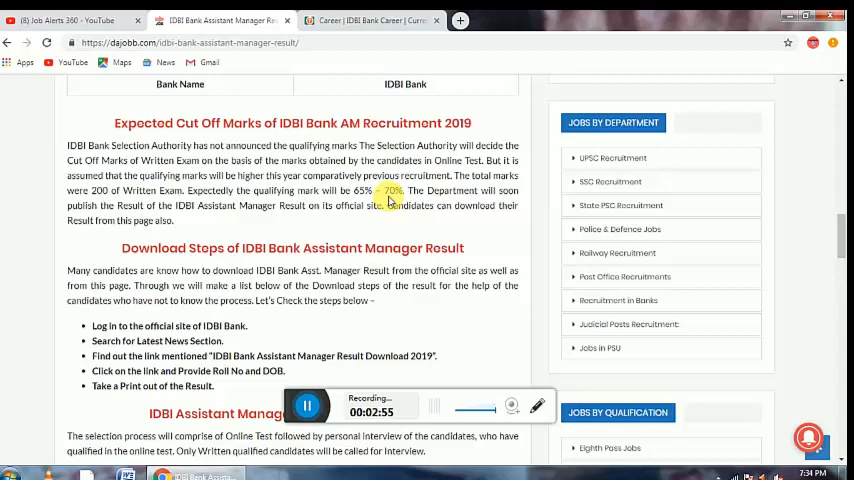 (8) Job Alerts 360 - YouTube
IDBI Bank Assistant Manager Res
Career | IDBI Bank Career | Curre
https://dajobb.com/idbi-bank-assistant-manager-result/
Apps YouTube Maps News Gmail
Bank Name IDBI Bank
Expected Cut Off Marks of IDBI Bank AM Recruitment 2019
IDBI Bank Selection Authority has not announced the qualifying marks The Selection Authority will decide the
Cut Off Marks of Written Exam on the basis of the marks obtained by the candidates in Online Test. But it is
assumed that the qualifying marks will be higher this year comparatively previous recruitment. The total marks
were 200 of Written Exam. Expectedly the qualifying mark will be 65% – 70%. The Department will soon
publish the Result of the IDBI Assistant Manager Result on its official site. Candidates can download their
Result from this page also.
Download Steps of IDBI Bank Assistant Manager Result
Many candidates are know how to download IDBI Bank Asst. Manager Result from the official site as well as
from this page. Through we will make a list below of the Download steps of the result for the help of the
candidates who have not to know the process. Let's Check the steps below –
• Log in to the official site of IDBI Bank.
• Search for Latest News Section.
• Find out the link mentioned "IDBI Bank Assistant Manager Result Download 2019".
• Click on the link and Provide Roll No and DOB.
• Take a Print out of the Result.
IDBI Assistant Manag
The selection process will comprise of Online Test followed by personal interview of the candidates, who have
qualified in the online test. Only Written qualified candidates will be called for Interview.
JOBS BY DEPARTMENT
UPSC Recruitment
SSC Recruitment
State PSC Recruitment
Police & Defence Jobs
Railway Recruitment
Post Office Recruitments
Recruitment in Banks
Judicial Posts Recruitment:
Jobs in PSU
JOBS BY QUALIFICATION
Eighth Pass Jobs
Recording...
00:02:55
IDBI Bank Assista...
7:34 PM